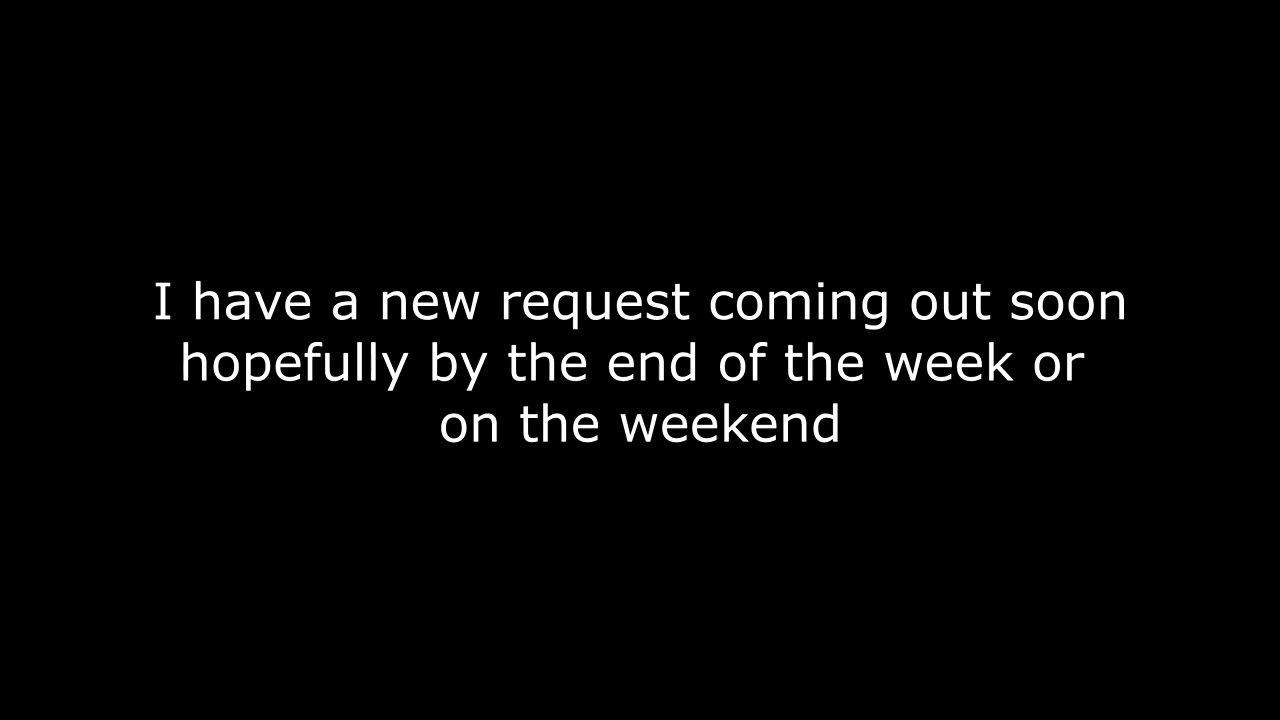 I have a new request coming out soon
hopefully by the end of the week or
on the weekend